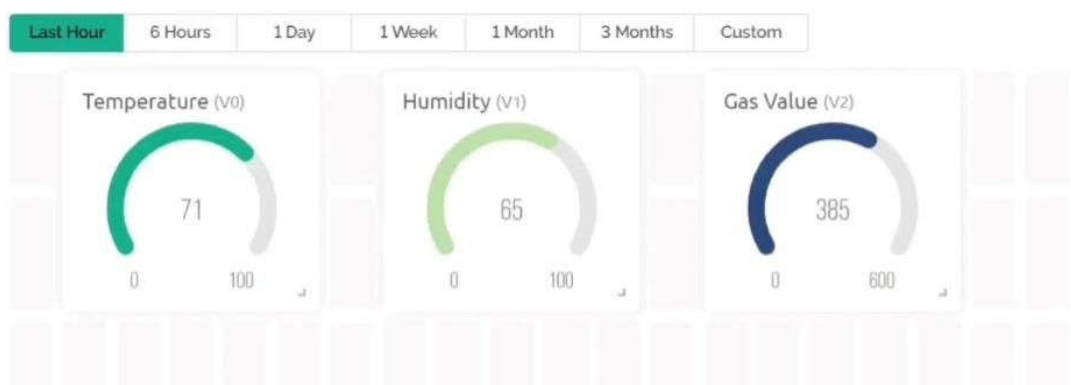 Last Hour 6 Hours 1 Day 1 Week 1 Month 3 Months Custom
Temperature (V0) Humidity (V1) Gas Value (V2)
71 65 385
0 100 0 100 0 600